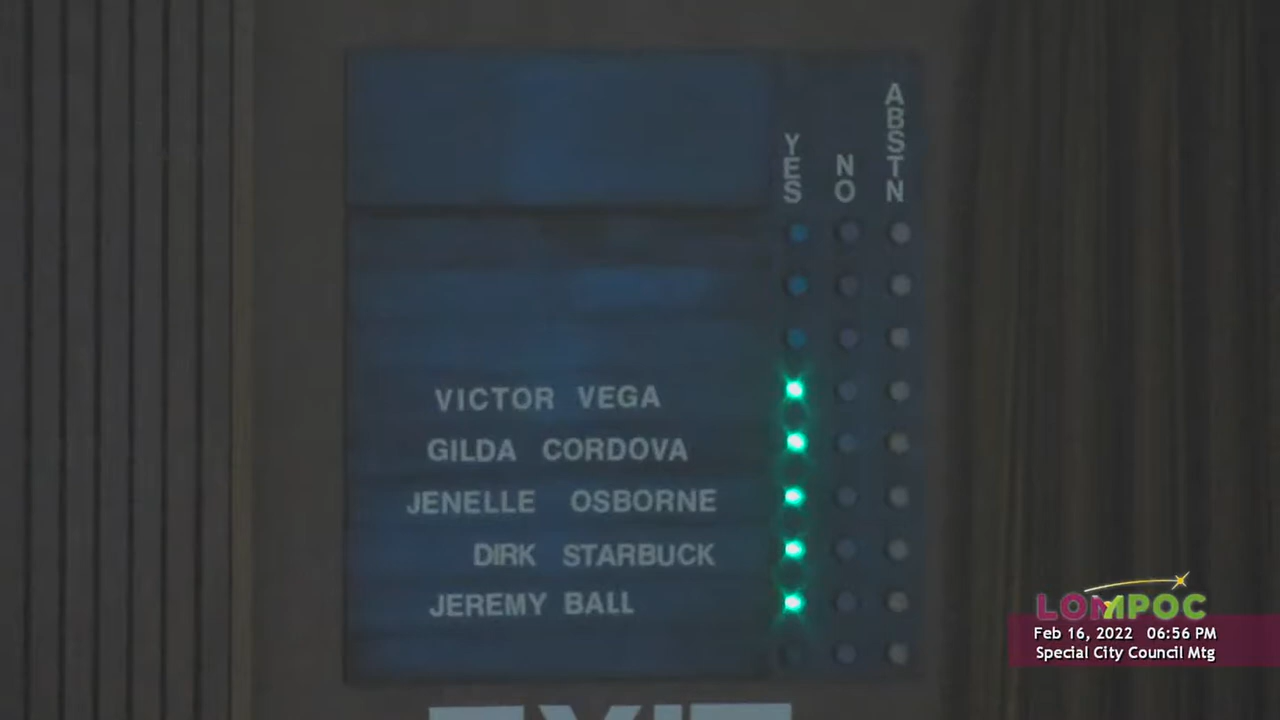 YES NO ABSTN
VICTOR VEGA
GILDA CORDOVA
JENELLE OSBORNE
DIRK STARBUCK
JEREMY BALL
EXIT
LOMPOC
Feb 16, 2022 06:56 PM
Special City Council Mtg